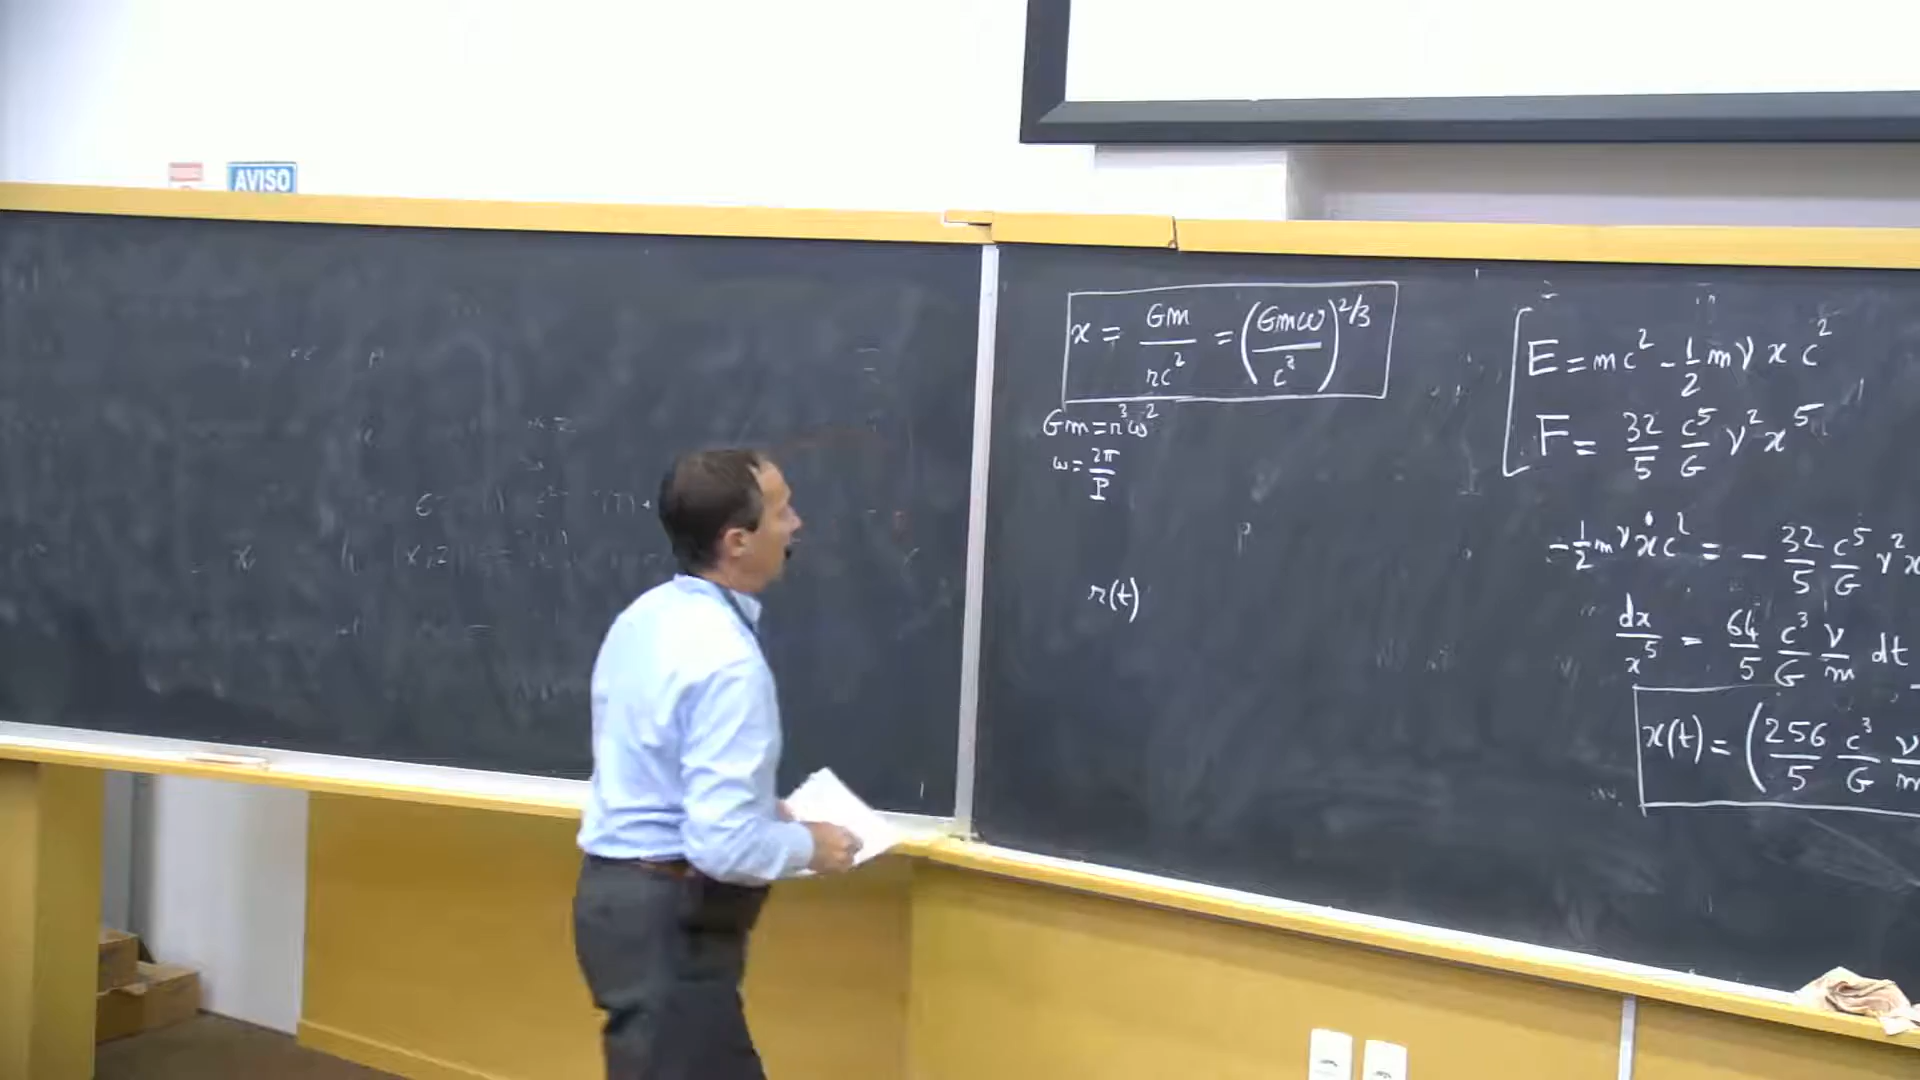 AVISO
x = Gm / rc² = (Gmω / c³)^2/3
Gm = r³ω²
ω = 2π / P
r(t)
E = mc² - 1/2 mν x c²
F = 32/5 c⁵/G ν² x⁵
-1/2 mν ẋ c² = - 32/5 c⁵/G ν² x
dx/x⁵ = 64/5 c³/G ν/m dt
x(t) = (256/5 c³/G ν/m